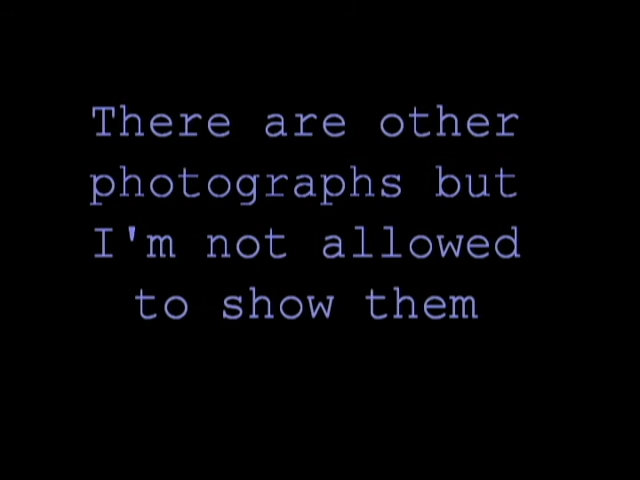 There are other
photographs but
I'm not allowed
to show them